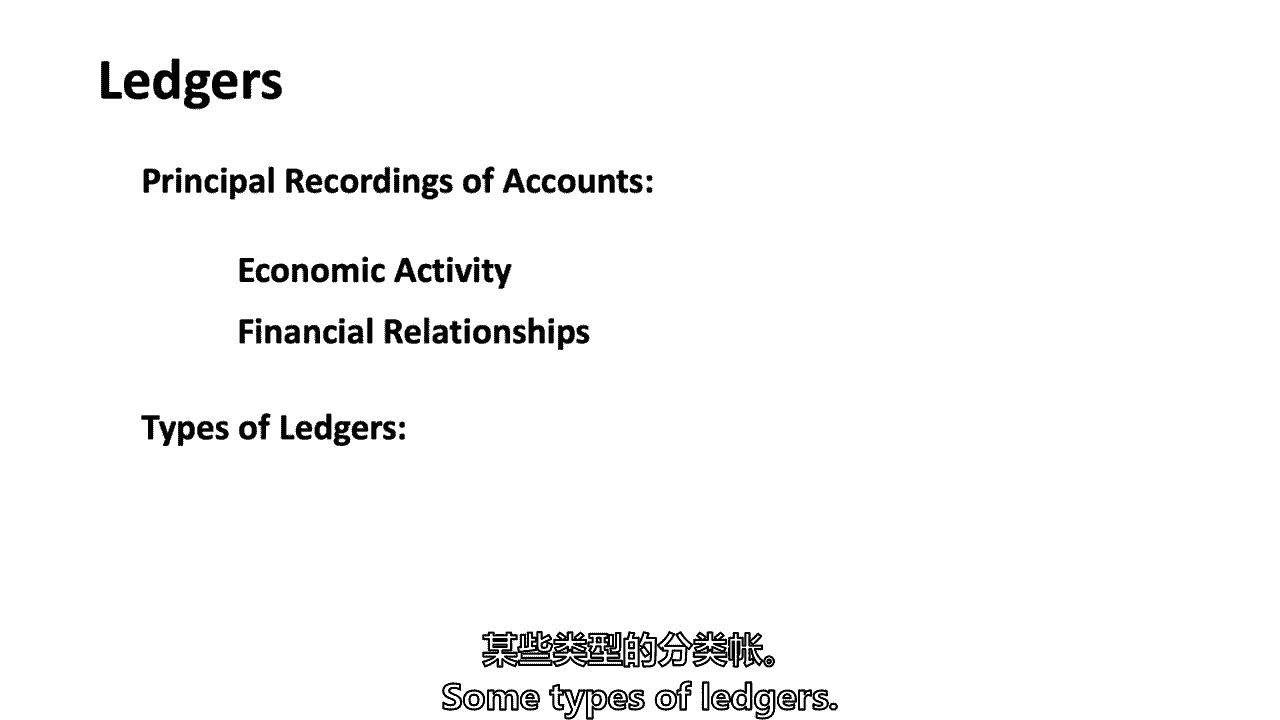 Ledgers
Principal Recordings of Accounts:
Economic Activity
Financial Relationships
Types of Ledgers:
某些类型的分类帐。
Some types of ledgers.